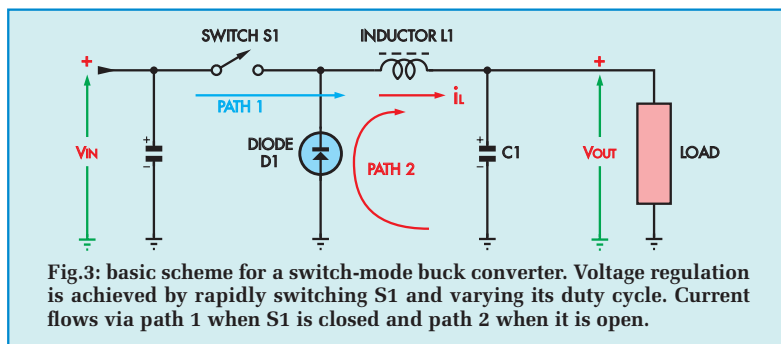 SWITCH S1
INDUCTOR L1
+
+
PATH 1
iL
+
−
VIN
DIODE
D1
PATH 2
+
−
C1
VOUT
LOAD
Fig.3: basic scheme for a switch-mode buck converter. Voltage regulation
is achieved by rapidly switching S1 and varying its duty cycle. Current
flows via path 1 when S1 is closed and path 2 when it is open.